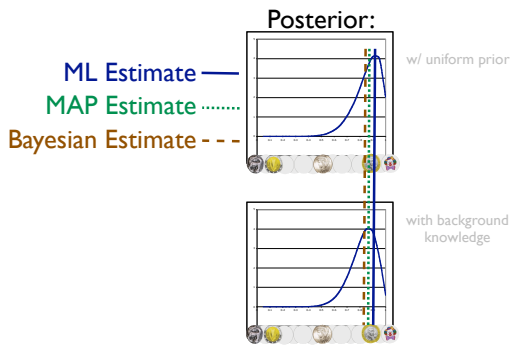 Posterior:
w/ uniform prior
ML Estimate
MAP Estimate
Bayesian Estimate
with background
knowledge